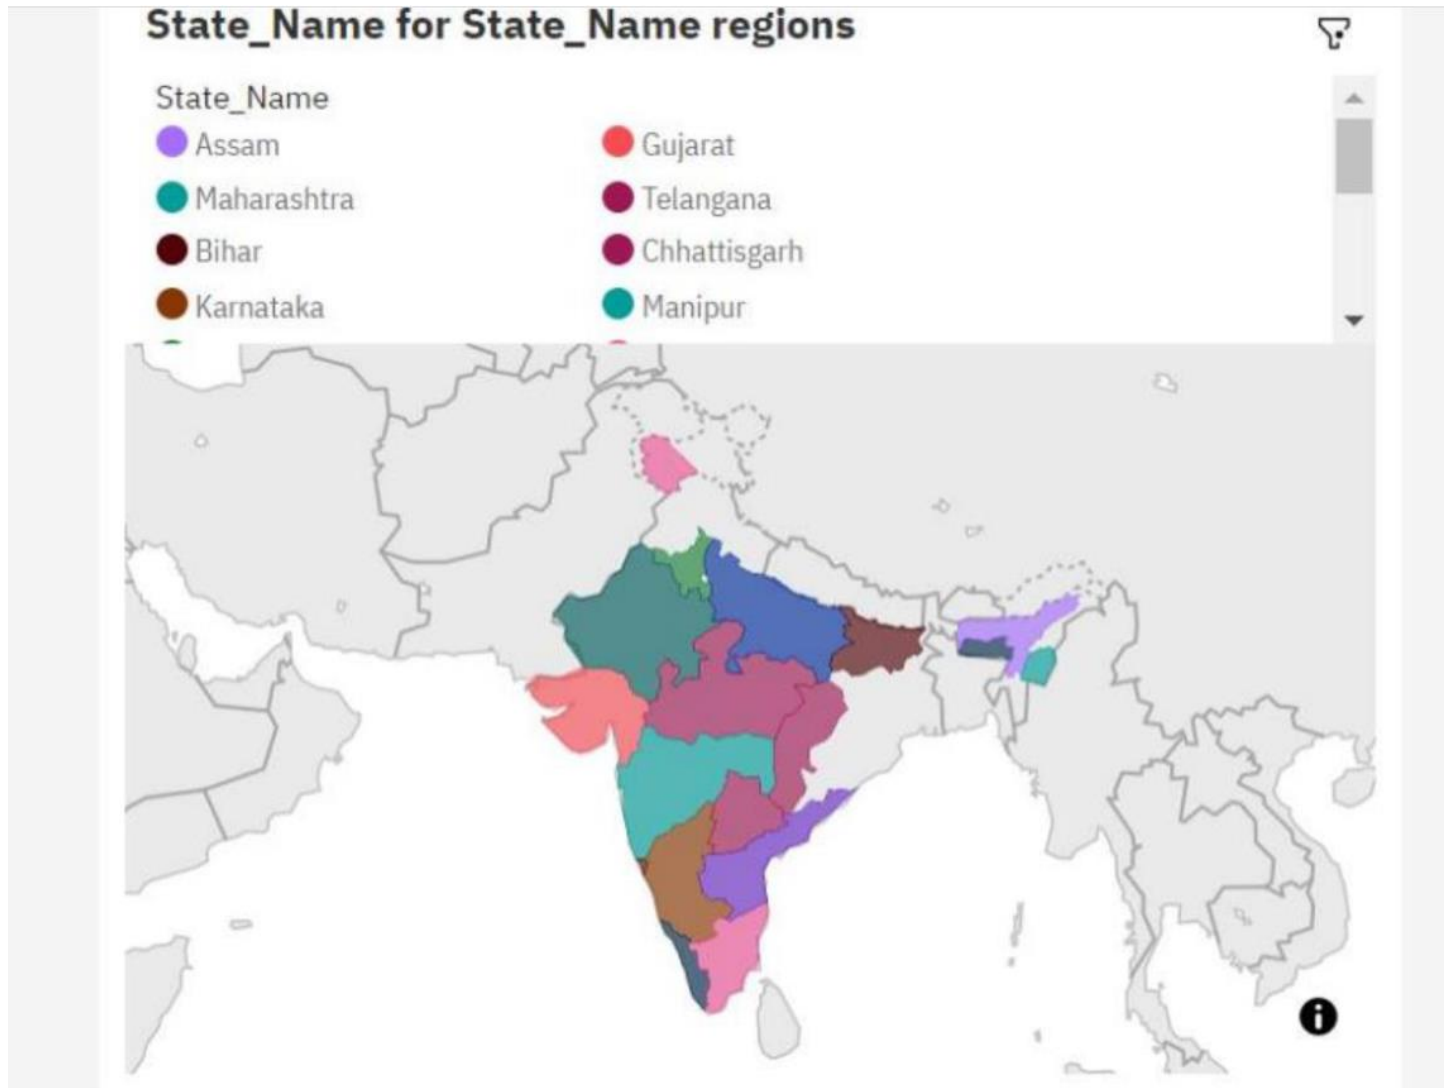 State_Name for State_Name regions
State_Name
Assam
Gujarat
Maharashtra
Telangana
Bihar
Chhattisgarh
Karnataka
Manipur